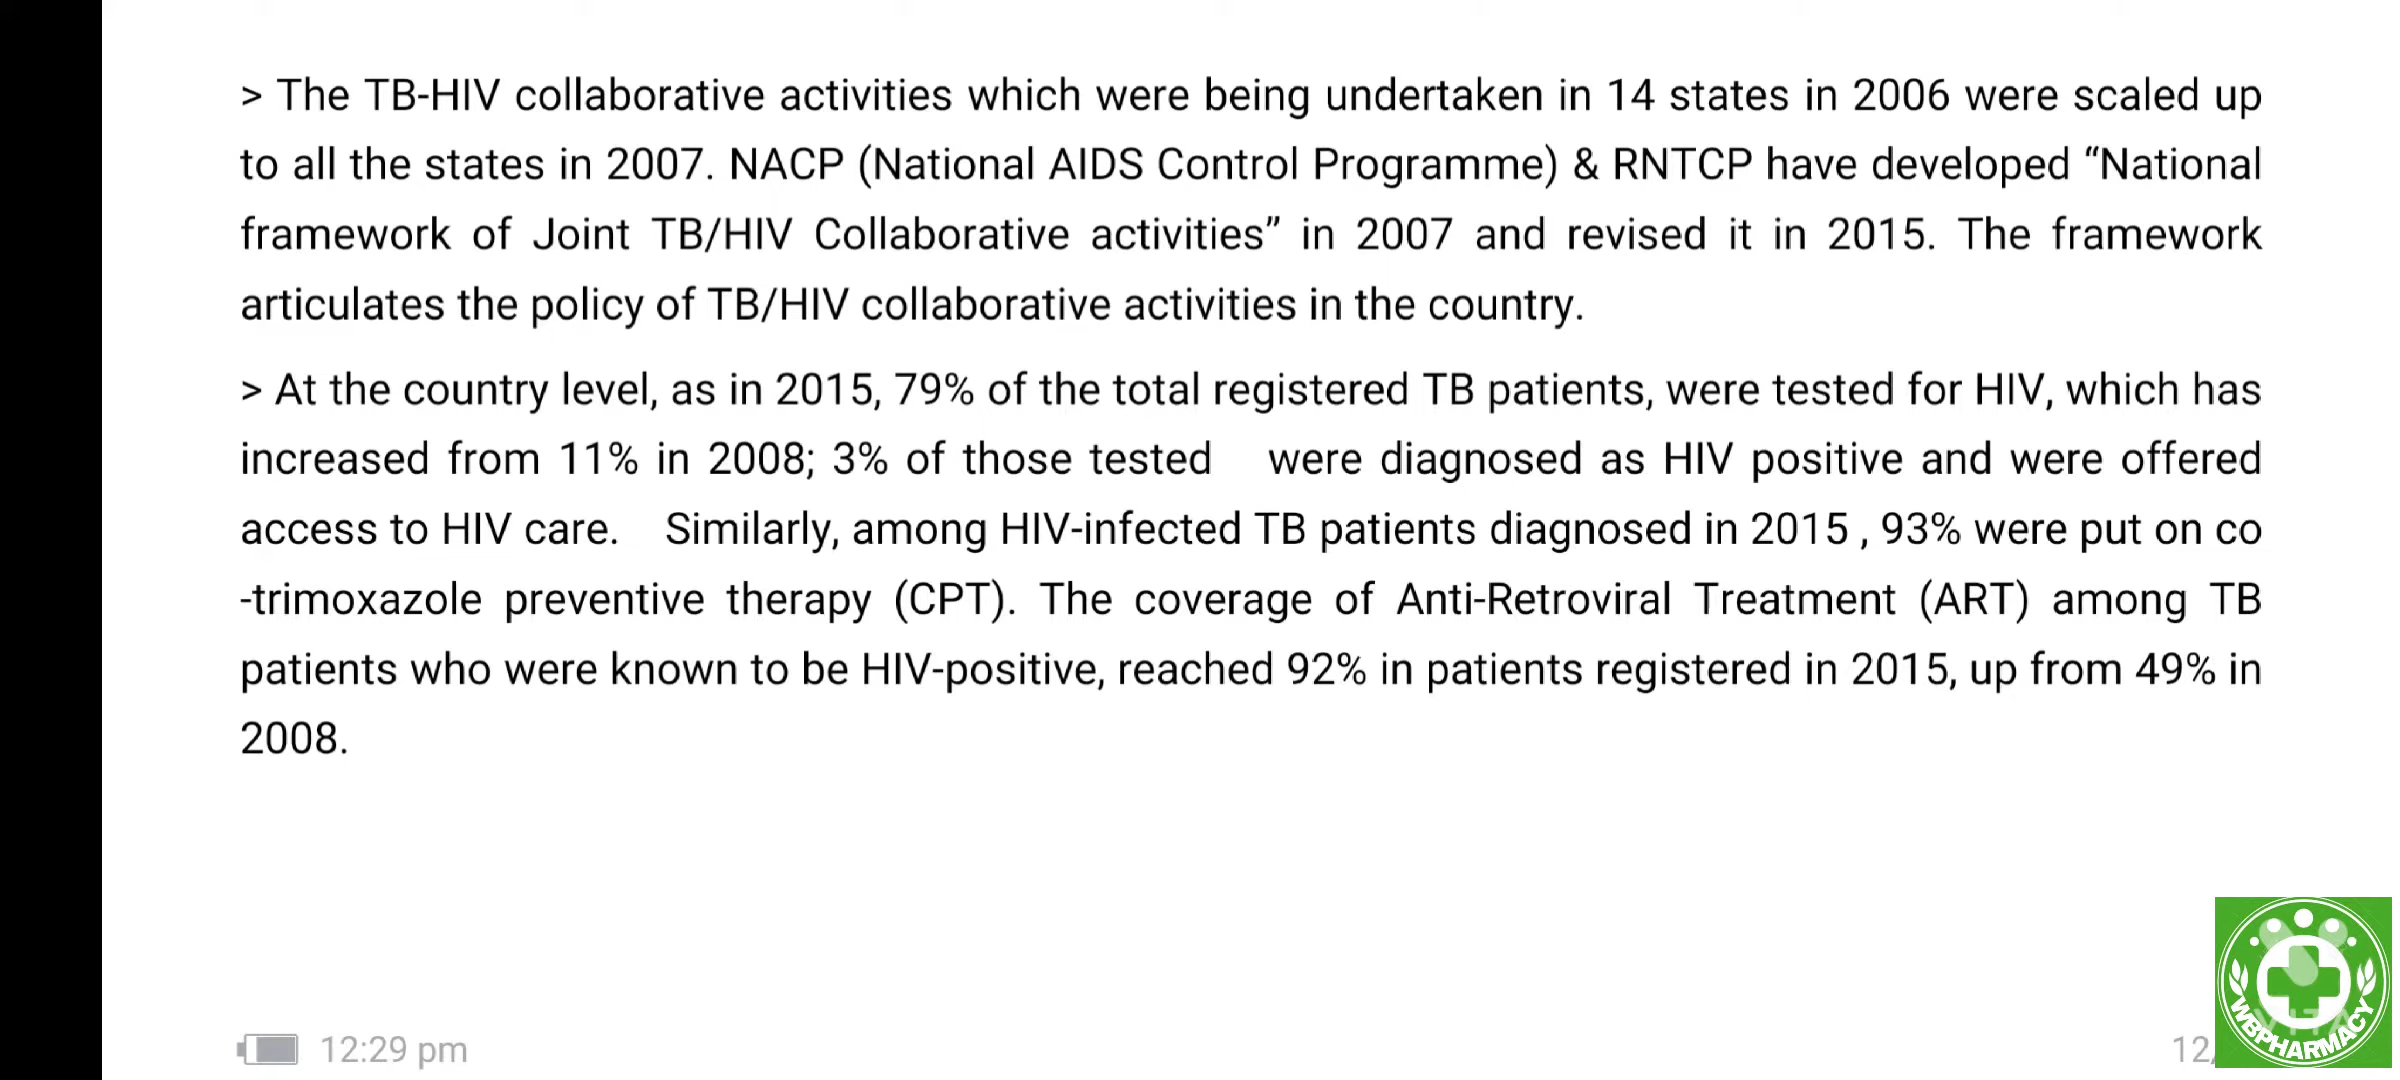 > The TB-HIV collaborative activities which were being undertaken in 14 states in 2006 were scaled up
to all the states in 2007. NACP (National AIDS Control Programme) & RNTCP have developed “National
framework of Joint TB/HIV Collaborative activities” in 2007 and revised it in 2015. The framework
articulates the policy of TB/HIV collaborative activities in the country.
> At the country level, as in 2015, 79% of the total registered TB patients, were tested for HIV, which has
increased from 11% in 2008; 3% of those tested were diagnosed as HIV positive and were offered
access to HIV care. Similarly, among HIV-infected TB patients diagnosed in 2015 , 93% were put on co
-trimoxazole preventive therapy (CPT). The coverage of Anti-Retroviral Treatment (ART) among TB
patients who were known to be HIV-positive, reached 92% in patients registered in 2015, up from 49% in
2008.
12:29 pm
12/
WBPHARMACY